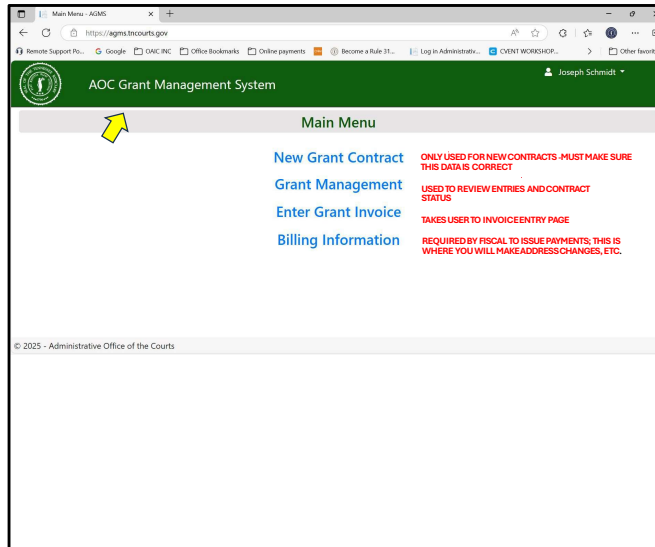 Main Menu - AGMS
https://agms.tncourts.gov
Remote Support Po... Google OAIC INC Office Bookmarks Online payments Become a Rule 31... Log in Administrativ... CVENT WORKSHOP... Other favorit
AOC Grant Management System
Joseph Schmidt
Main Menu
New Grant Contract
ONLY USED FOR NEW CONTRACTS -MUST MAKE SURE
THIS DATA IS CORRECT
Grant Management
USED TO REVIEW ENTRIES AND CONTRACT
STATUS
Enter Grant Invoice
TAKES USER TO INVOICE ENTRY PAGE
Billing Information
REQUIRED BY FISCAL TO ISSUE PAYMENTS; THIS IS
WHERE YOU WILL MAKE ADDRESS CHANGES, ETC.
© 2025 - Administrative Office of the Courts